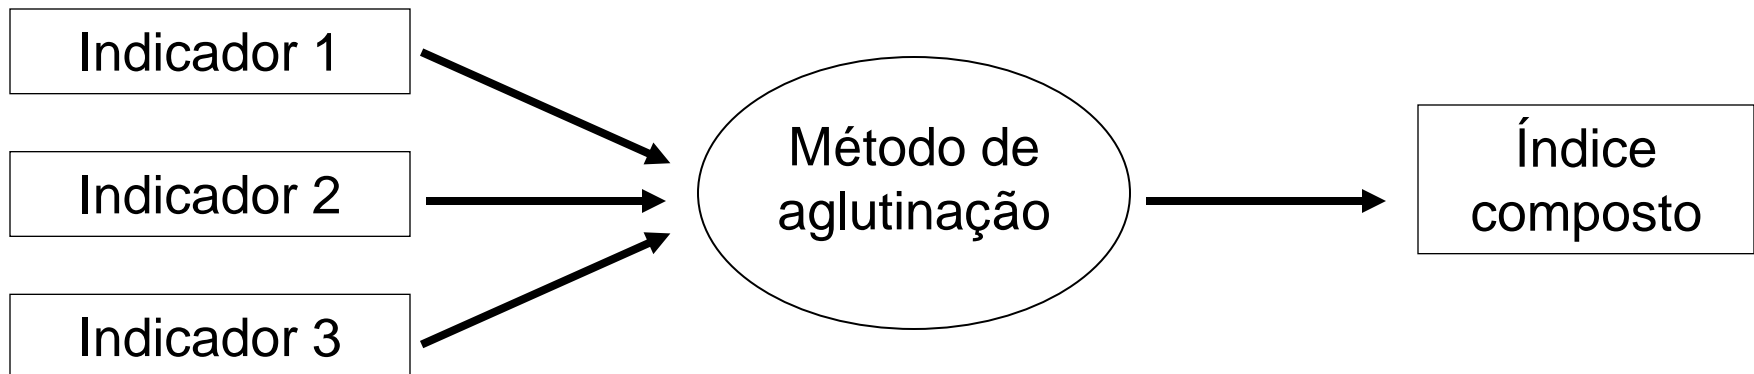 Indicador 1
Indicador 2
Indicador 3
Método de
aglutinação
Índice
composto